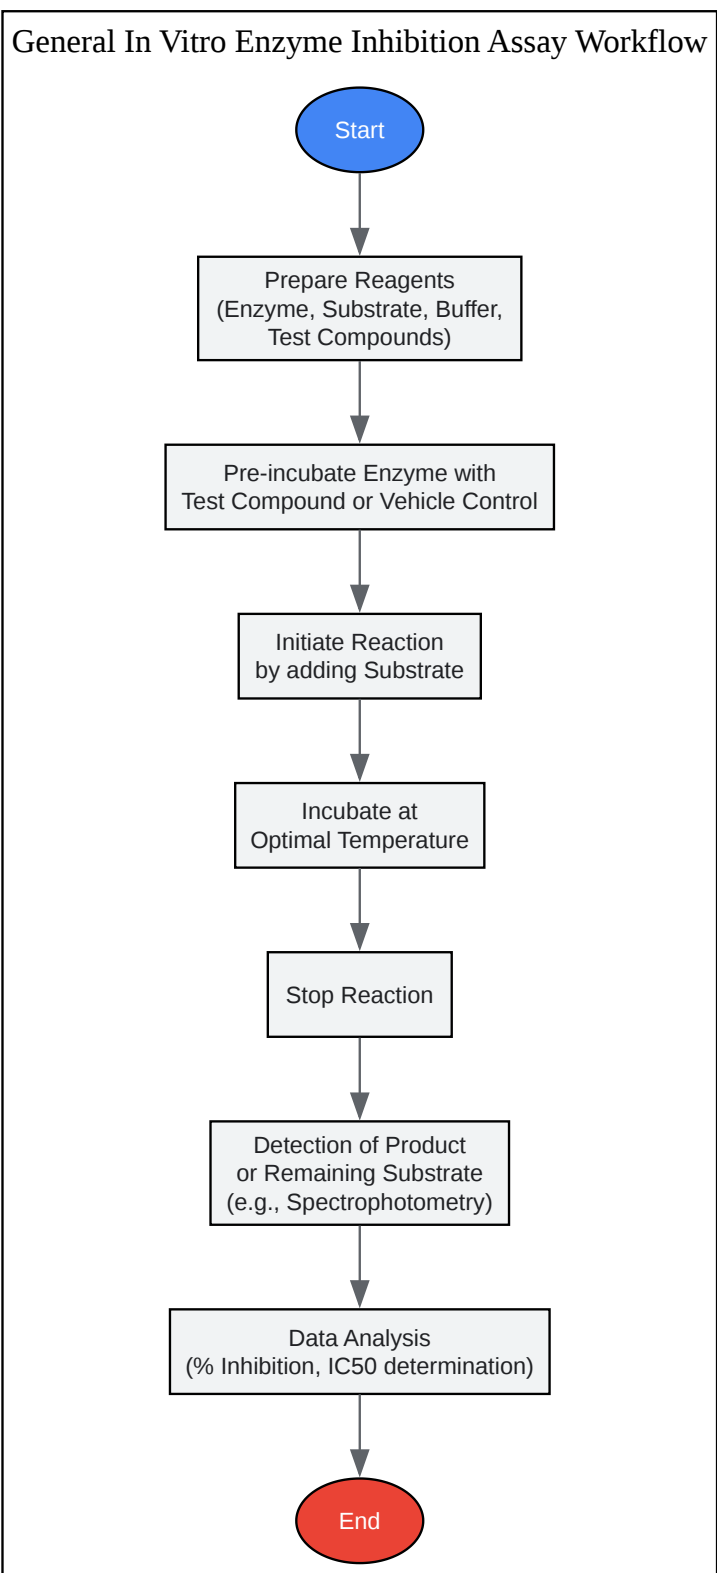 General In Vitro Enzyme Inhibition Assay Workflow
Start
Prepare Reagents
(Enzyme, Substrate, Buffer,
Test Compounds)
Pre-incubate Enzyme with
Test Compound or Vehicle Control
Initiate Reaction
by adding Substrate
Incubate at
Optimal Temperature
Stop Reaction
Detection of Product
or Remaining Substrate
(e.g., Spectrophotometry)
Data Analysis
(% Inhibition, IC50 determination)
End